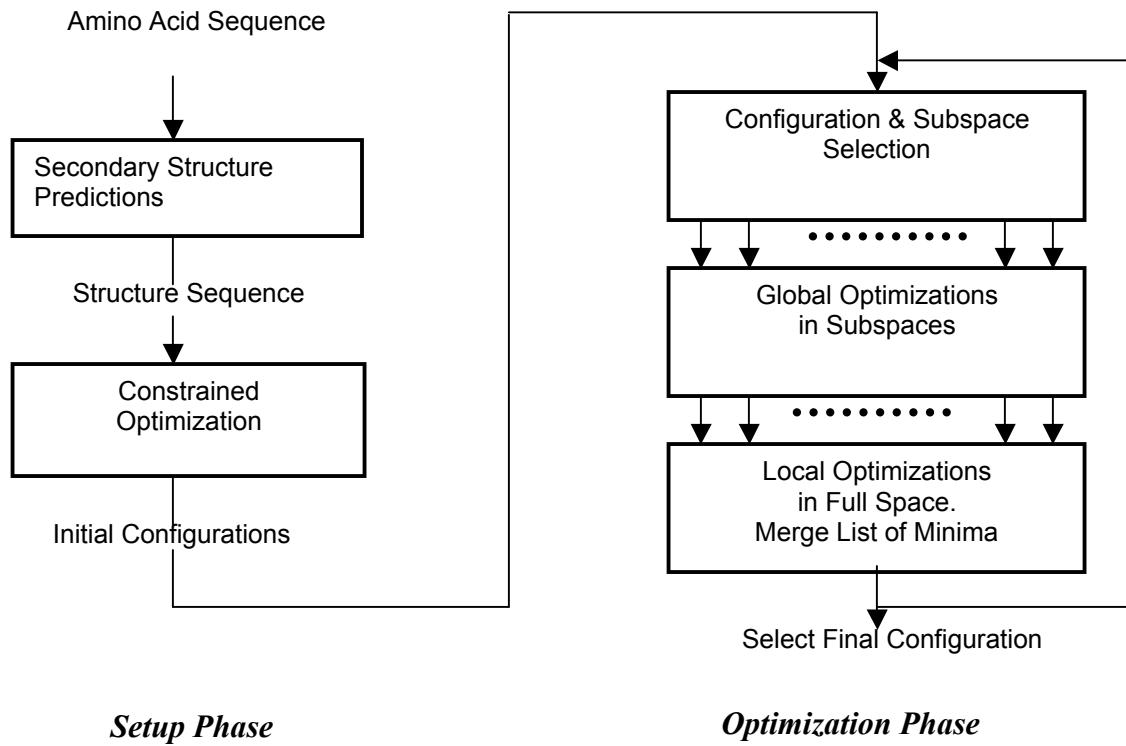 Amino Acid Sequence
Secondary Structure
Predictions
Structure Sequence
Constrained
Optimization
Initial Configurations
Setup Phase
Configuration & Subspace
Selection
Global Optimizations
in Subspaces
Local Optimizations
in Full Space.
Merge List of Minima
Select Final Configuration
Optimization Phase